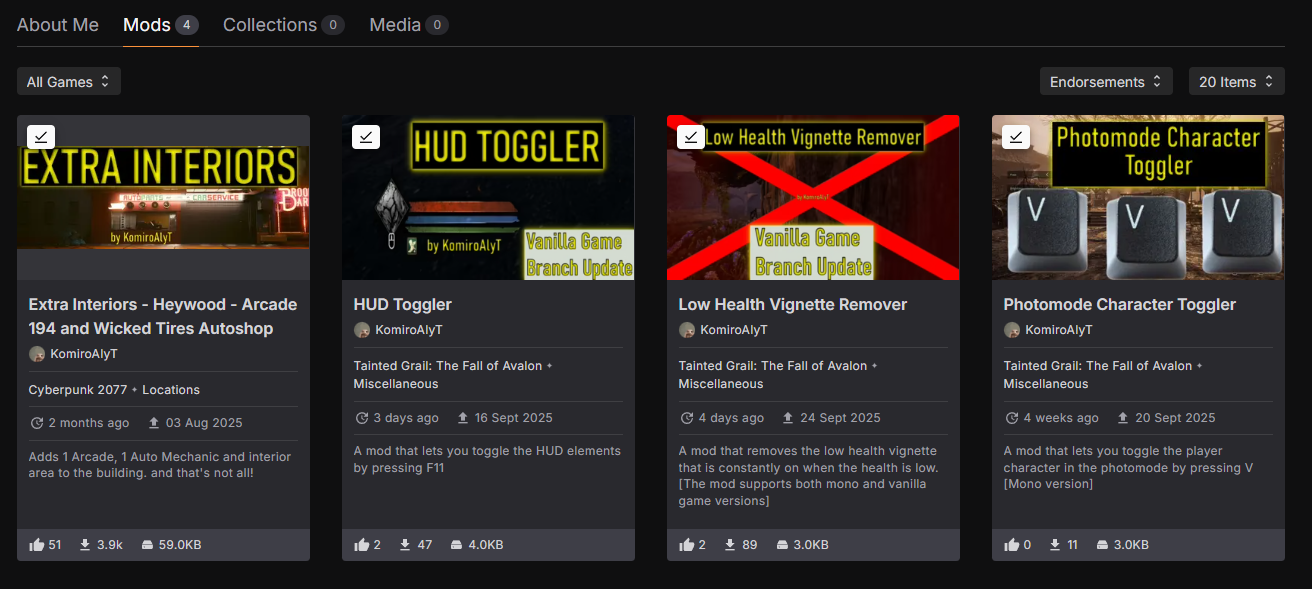 About Me Mods 4 Collections 0 Media 0
All Games Endorsements 20 Items
EXTRA INTERIORS
AUTOPARTS CARSERVICE
by KomiroAlyT
Extra Interiors - Heywood - Arcade
194 and Wicked Tires Autoshop
KomiroAlyT
Cyberpunk 2077 • Locations
2 months ago 03 Aug 2025
Adds 1 Arcade, 1 Auto Mechanic and interior
area to the building. and that's not all!
51 3.9k 59.0KB
HUD TOGGLER
by KomiroAlyT
Vanilla Game
Branch Update
HUD Toggler
KomiroAlyT
Tainted Grail: The Fall of Avalon •
Miscellaneous
3 days ago 16 Sept 2025
A mod that lets you toggle the HUD elements
by pressing F11
2 47 4.0KB
Low Health Vignette Remover
by KomiroAlyT
Vanilla Game
Branch Update
Low Health Vignette Remover
KomiroAlyT
Tainted Grail: The Fall of Avalon •
Miscellaneous
4 days ago 24 Sept 2025
A mod that removes the low health vignette
that is constantly on when the health is low.
[The mod supports both mono and vanilla
game versions]
2 89 3.0KB
Photomode Character
Toggler
V V V
Photomode Character Toggler
KomiroAlyT
Tainted Grail: The Fall of Avalon •
Miscellaneous
4 weeks ago 20 Sept 2025
A mod that lets you toggle the player
character in the photomode by pressing V
[Mono version]
0 11 3.0KB